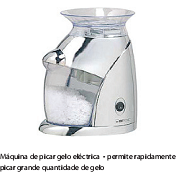 Máquina de picar gelo eléctrica - permite rapidamente
picar grande quantidade de gelo